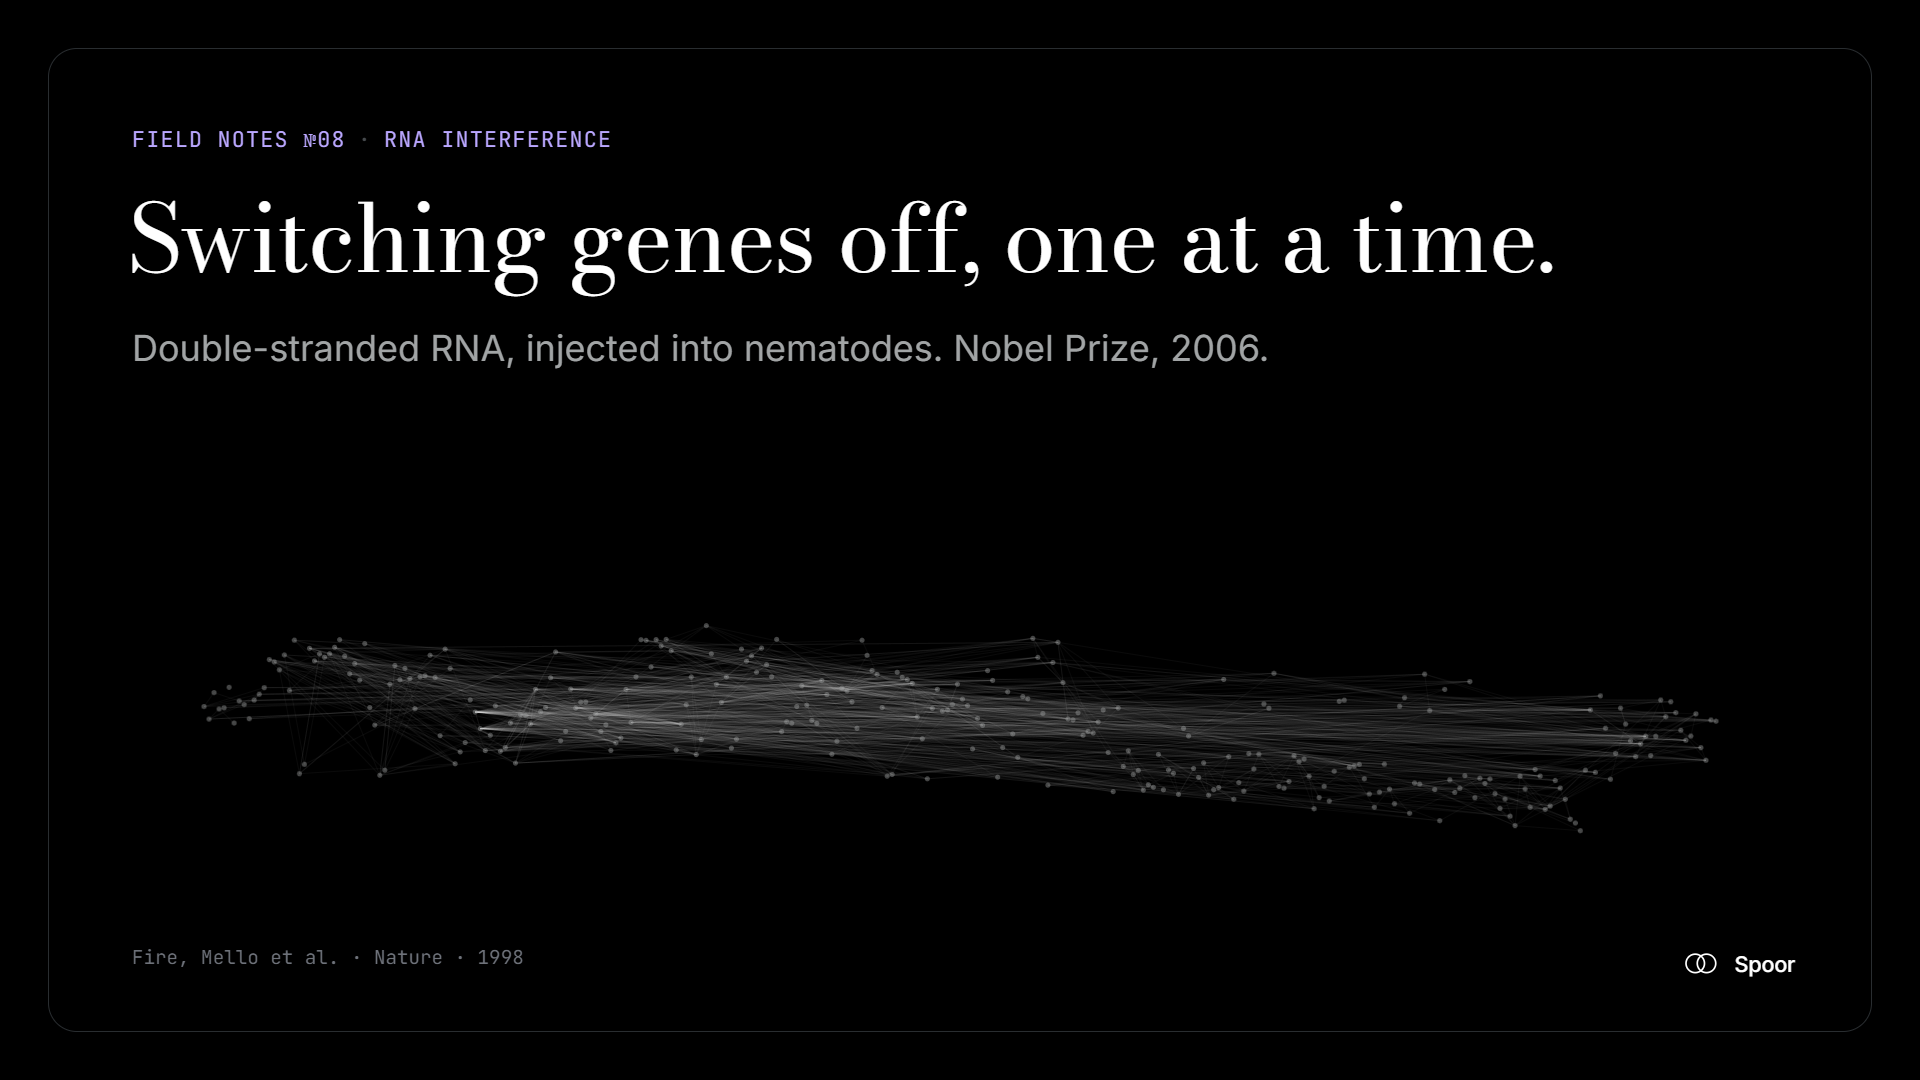 FIELD NOTES №08 · RNA INTERFERENCE
Switching genes off, one at a time.
Double-stranded RNA, injected into nematodes. Nobel Prize, 2006.
Fire, Mello et al. · Nature · 1998
Spoor